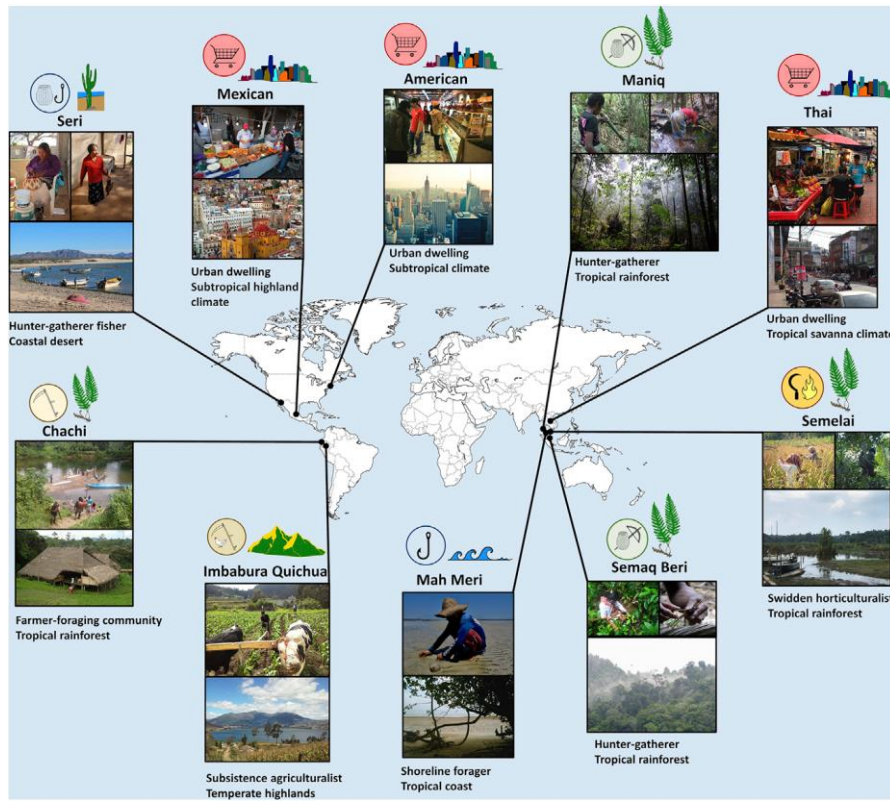 Seri
Hunter-gatherer fisher
Coastal desert
Mexican
Urban dwelling
Subtropical highland
climate
American
Urban dwelling
Subtropical climate
Maniq
Hunter-gatherer
Tropical rainforest
Thai
Urban dwelling
Tropical savanna climate
Chachi
Farmer-foraging community
Tropical rainforest
Imbabura Quichua
Subsistence agriculturalist
Temperate highlands
Mah Meri
Shoreline forager
Tropical coast
Semaq Beri
Hunter-gatherer
Tropical rainforest
Semelai
Swidden horticulturalist
Tropical rainforest